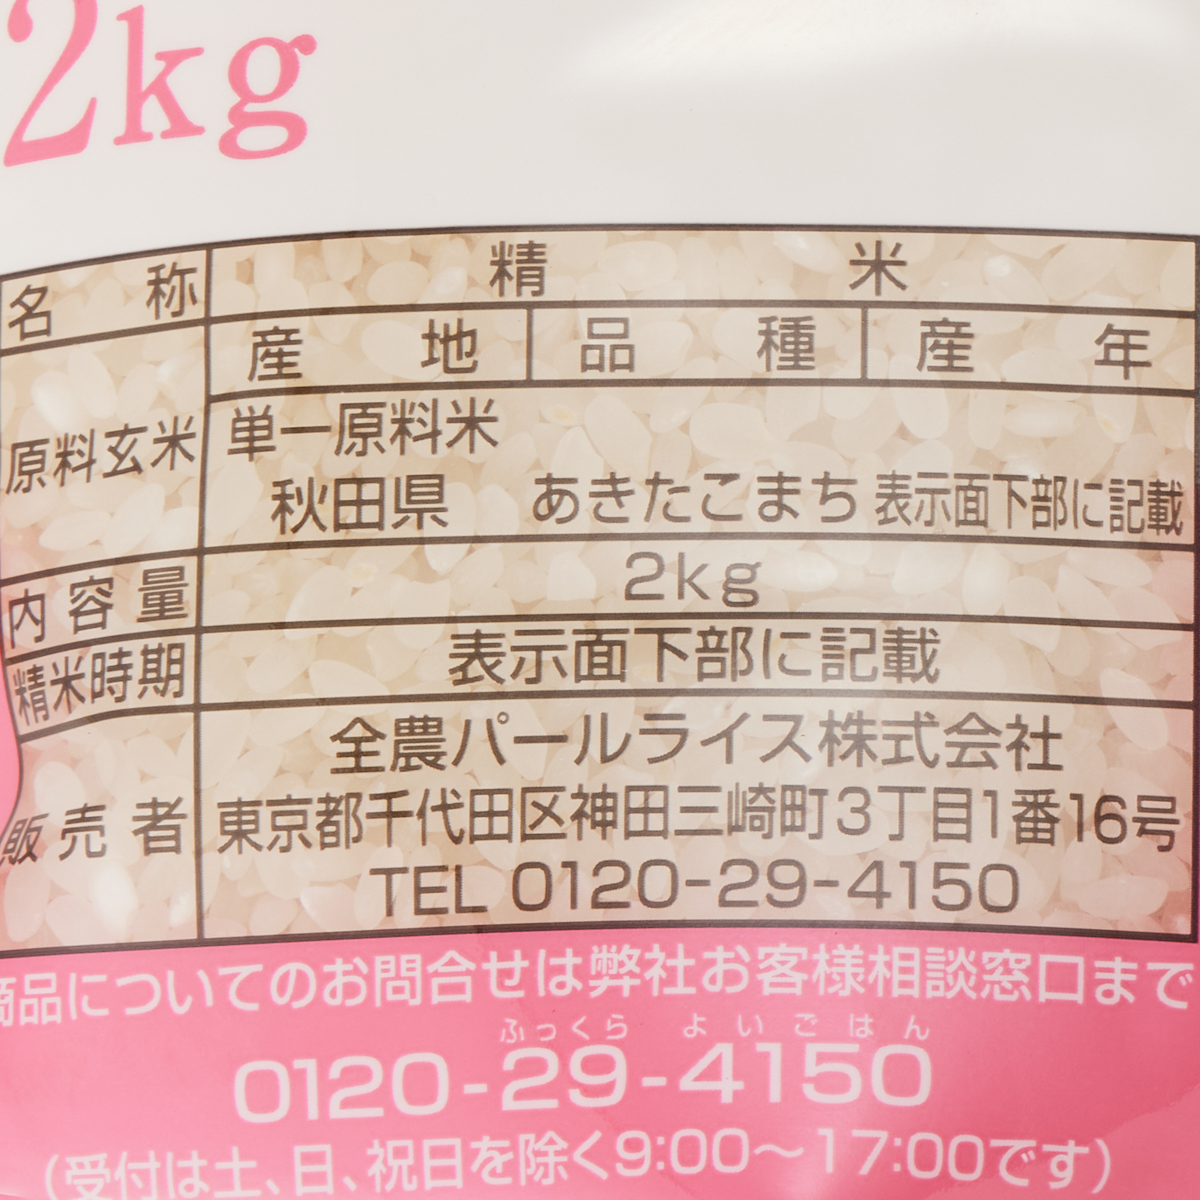 2kg
名称 精米
原料玄米 産地 品種 産年
単一原料米
秋田県 あきたこまち 表示面下部に記載
内容量 2kg
精米時期 表示面下部に記載
販売者 全農パールライス株式会社
東京都千代田区神田三崎町3丁目1番16号
TEL 0120-29-4150
商品についてのお問合せは弊社お客様相談窓口まで
ふっくら よいごはん
0120-29-4150
(受付は土、日、祝日を除く9:00〜17:00です)